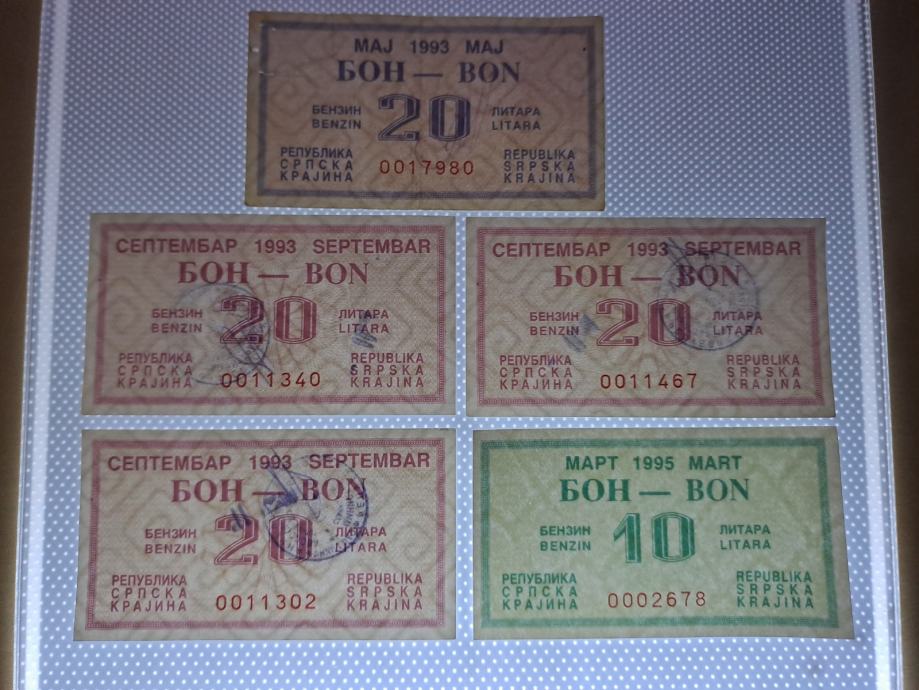 МАЈ 1993 МАЈ
БОН — BON
БЕНЗИН 20 ЛИТАРА
BENZIN LITARA
РЕПУБЛИКА REPUBLIKA
СРПСКА 0017980 SRPSKA
КРАЈИНА KRAJINA
СЕПТЕМБАР 1993 SEPTEMBAR
БОН — BON
БЕНЗИН 20 ЛИТАРА
BENZIN LITARA
РЕПУБЛИКА REPUBLIKA
СРПСКА SRPSKA
КРАЈИНА 0011340 KRAJINA
СЕПТЕМБАР 1993 SEPTEMBAR
БОН — BON
БЕНЗИН 20 ЛИТАРА
BENZIN LITARA
РЕПУБЛИКА REPUBLIKA
СРПСКА SRPSKA
КРАЈИНА 0011467 KRAJINA
СЕПТЕМБАР 1993 SEPTEMBAR
БОН — BON
БЕНЗИН 20 ЛИТАРА
BENZIN LITARA
РЕПУБЛИКА REPUBLIKA
СРПСКА SRPSKA
КРАЈИНА 0011302 KRAJINA
МАРТ 1995 MART
БОН — BON
БЕНЗИН 10 ЛИТАРА
BENZIN LITARA
РЕПУБЛИКА REPUBLIKA
СРПСКА SRPSKA
КРАЈИНА 0002678 KRAJINA